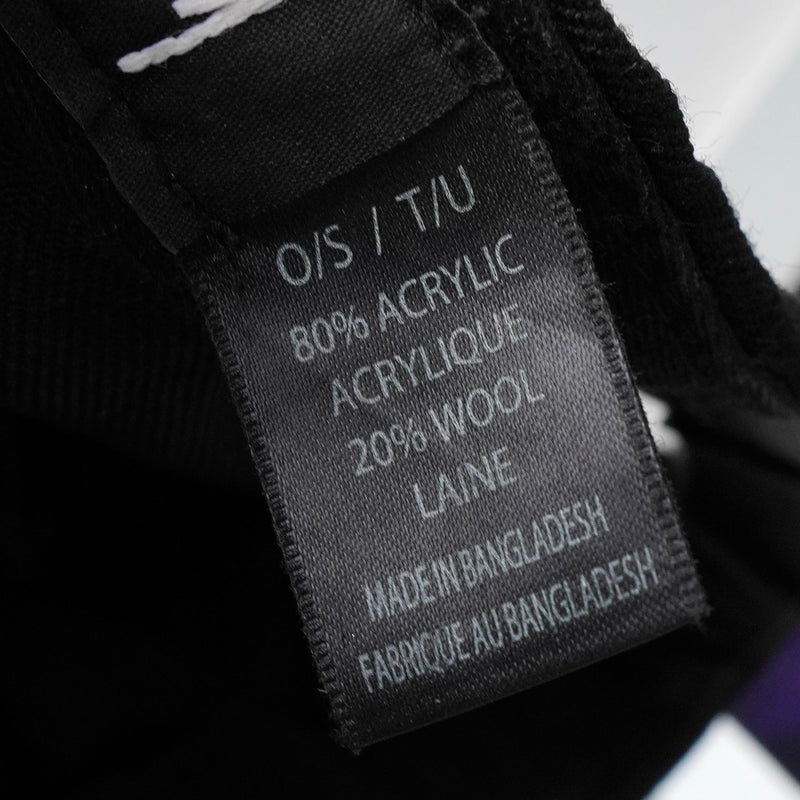 O/S / T/U
80% ACRYLIC
ACRYLIQUE
20% WOOL
LAINE
MADE IN BANGLADESH
FABRIQUE AU BANGLADESH